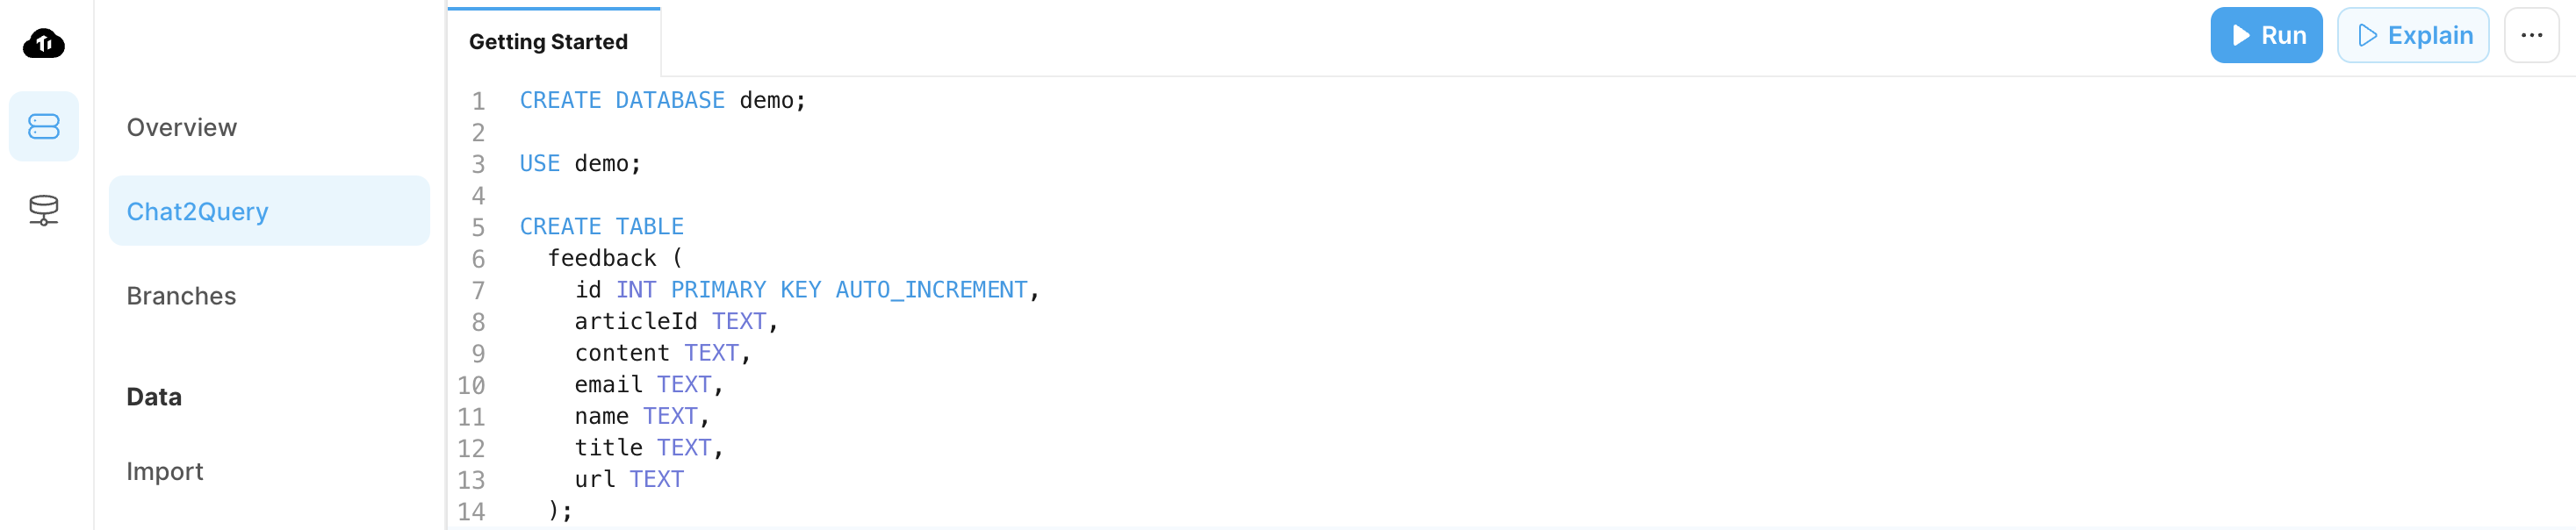 Getting Started
Run
Explain
Overview
Chat2Query
Branches
Data
Import
1 CREATE DATABASE demo;
2
3 USE demo;
4
5 CREATE TABLE
6 feedback (
7 id INT PRIMARY KEY AUTO_INCREMENT,
8 articleId TEXT,
9 content TEXT,
10 email TEXT,
11 name TEXT,
12 title TEXT,
13 url TEXT
14 );